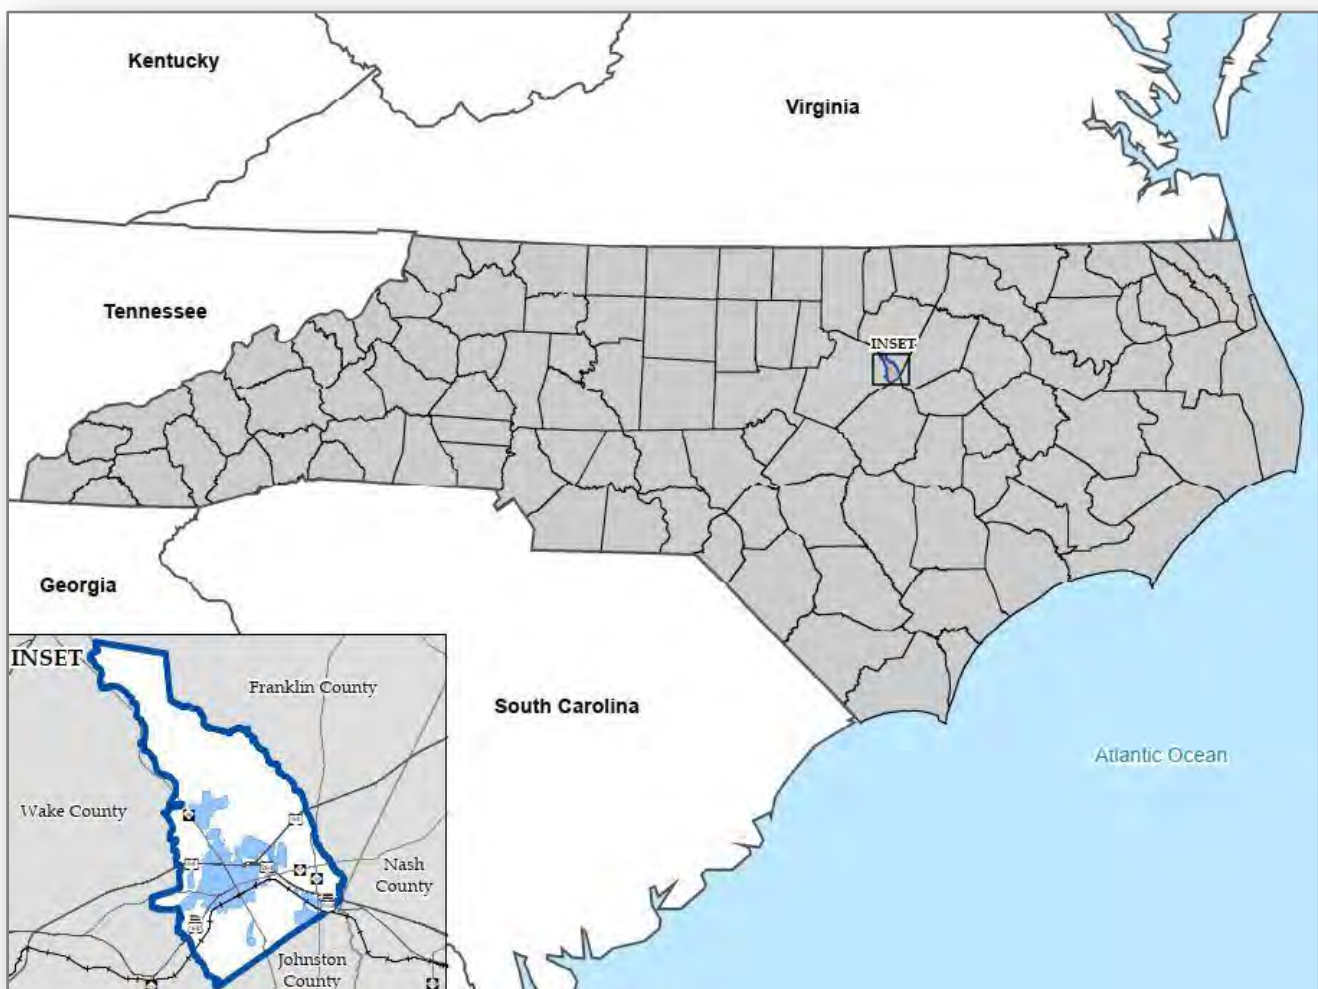 Kentucky
Virginia
Tennessee
INSET
Georgia
INSET
Franklin County
South Carolina
Atlantic Ocean
Wake County
Nash
County
Johnston
County